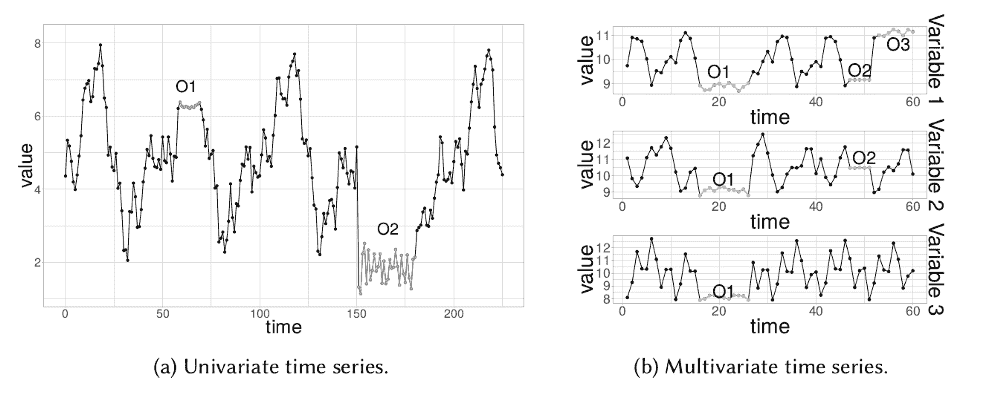 8
6
4
2
value
O1
O2
0
50
100
150
200
time
(a) Univariate time series.
11
10
9
value
O1
O2
O3
0
20
40
60
time
Variable 1
12
11
10
9
8
value
O1
O2
0
20
40
60
time
Variable 2
12
11
10
9
8
value
O1
0
20
40
60
time
Variable 3
(b) Multivariate time series.